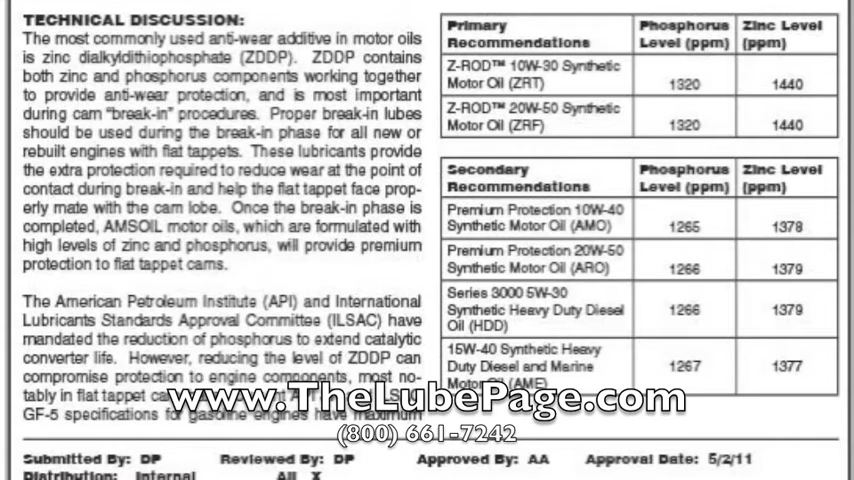 TECHNICAL DISCUSSION:
The most commonly used anti-wear additive in motor oils
is zinc dialkyldithiophosphate (ZDDP). ZDDP contains
both zinc and phosphorus components working together
to provide anti-wear protection, and is most important
during cam "break-in" procedures. Proper break-in lubes
should be used during the break-in phase for all new or
rebuilt engines with flat tappets. These lubricants provide
the extra protection required to reduce wear at the point of
contact during break-in and help the flat tappet face prop-
erly mate with the cam lobe. Once the break-in phase is
completed, AMSOIL motor oils, which are formulated with
high levels of zinc and phosphorus, will provide premium
protection to flat tappet cams.
The American Petroleum Institute (API) and International
Lubricants Standards Approval Committee (ILSAC) have
mandated the reduction of phosphorus to extend catalytic
converter life. However, reducing the level of ZDDP can
compromise protection to engine components, most no-
tably in flat tappet
GF-5 specifications for gasoline engines have maximum
Primary Recommendations Phosphorus Level (ppm) Zinc Level (ppm)
Z-ROD™ 10W-30 Synthetic
Motor Oil (ZRT) 1320 1440
Z-ROD™ 20W-50 Synthetic
Motor Oil (ZRF) 1320 1440
Secondary Recommendations Phosphorus Level (ppm) Zinc Level (ppm)
Premium Protection 10W-40
Synthetic Motor Oil (AMO) 1265 1378
Premium Protection 20W-50
Synthetic Motor Oil (ARO) 1266 1379
Series 3000 5W-30
Synthetic Heavy Duty Diesel 1266 1379
Oil (HDD)
15W-40 Synthetic Heavy
Duty Diesel and Marine 1267 1377
Motor Oil (AME)
www.TheLubePage.com
(800) 661-7242
Submitted By: DP Reviewed By: DP Approved By: AA Approval Date: 5/2/11
Distribution: Internal All X